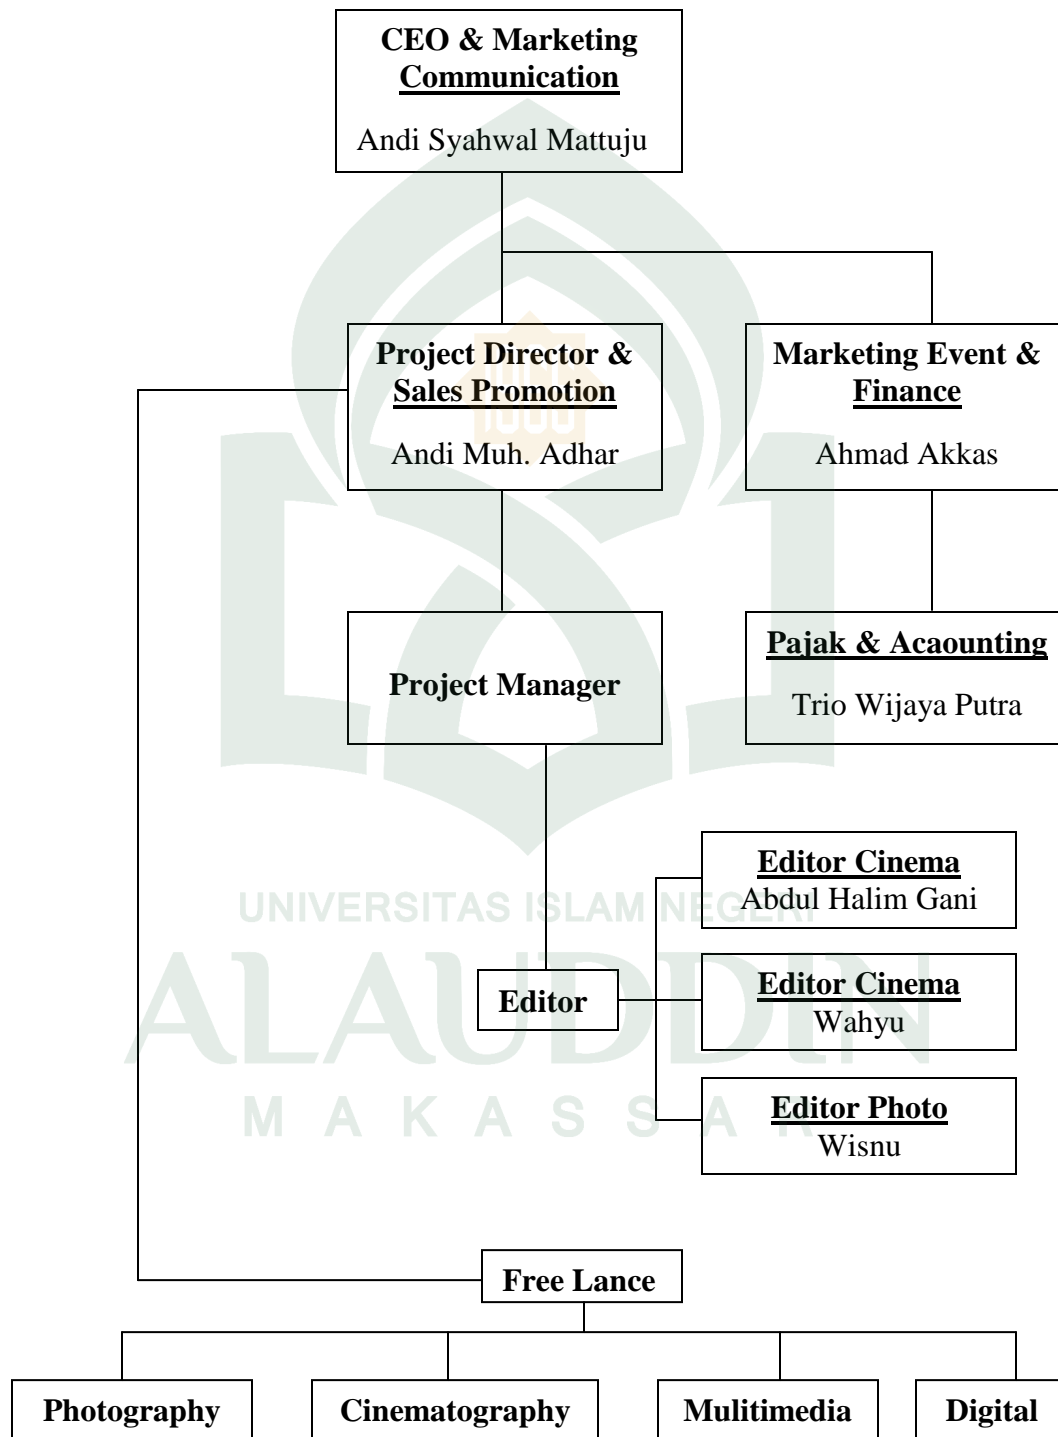 CEO & Marketing
Communication
Andi Syahwal Mattuju
Project Director &
Sales Promotion
Andi Muh. Adhar
Marketing Event &
Finance
Ahmad Akkas
Project Manager
Pajak & Acaounting
Trio Wijaya Putra
Editor Cinema
Abdul Halim Gani
UNIVERSITAS ISLAM NEGERI
ALAUDDIN
Editor
Editor Cinema
Wahyu
MAKASSAR
Editor Photo
Wisnu
Free Lance
Photography
Cinematography
Mulitimedia
Digital